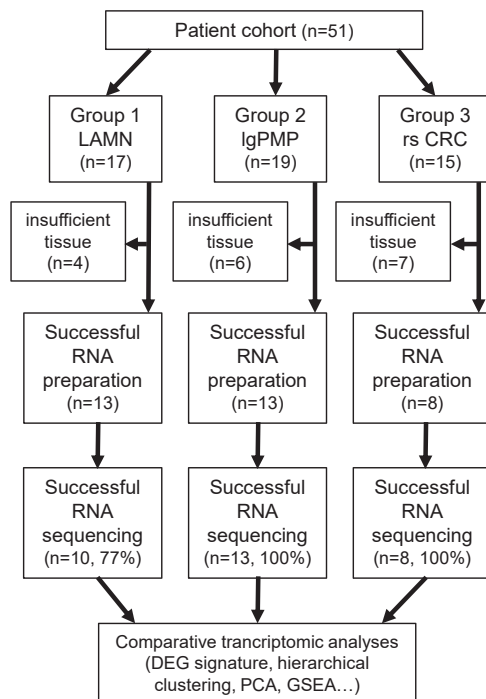 Patient cohort (n=51)
Group 1
LAMN
(n=17)
Group 2
lgPMP
(n=19)
Group 3
rs CRC
(n=15)
insufficient
tissue
(n=4)
insufficient
tissue
(n=6)
insufficient
tissue
(n=7)
Successful
RNA
preparation
(n=13)
Successful
RNA
preparation
(n=13)
Successful
RNA
preparation
(n=8)
Successful
RNA
sequencing
(n=10, 77%)
Successful
RNA
sequencing
(n=13, 100%)
Successful
RNA
sequencing
(n=8, 100%)
Comparative trancriptomic analyses
(DEG signature, hierarchical
clustering, PCA, GSEA…)